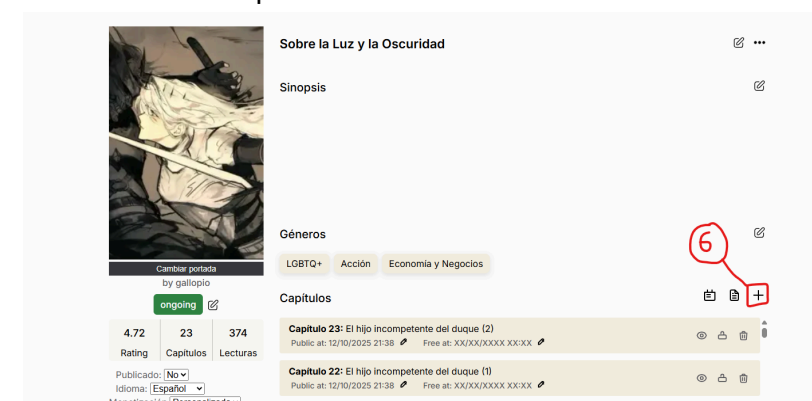 Sobre la Luz y la Oscuridad
Sinopsis
Géneros
LGBTQ+ Acción Economía y Negocios
6
Cambiar portada
by gallopio
ongoing
4.72 23 374
Rating Capítulos Lecturas
Publicado: No
Idioma: Español
Capítulos
Capítulo 23: El hijo incompetente del duque (2)
Public at: 12/10/2025 21:38 Free at: XX/XX/XXXX XX:XX
Capítulo 22: El hijo incompetente del duque (1)
Public at: 12/10/2025 21:38 Free at: XX/XX/XXXX XX:XX